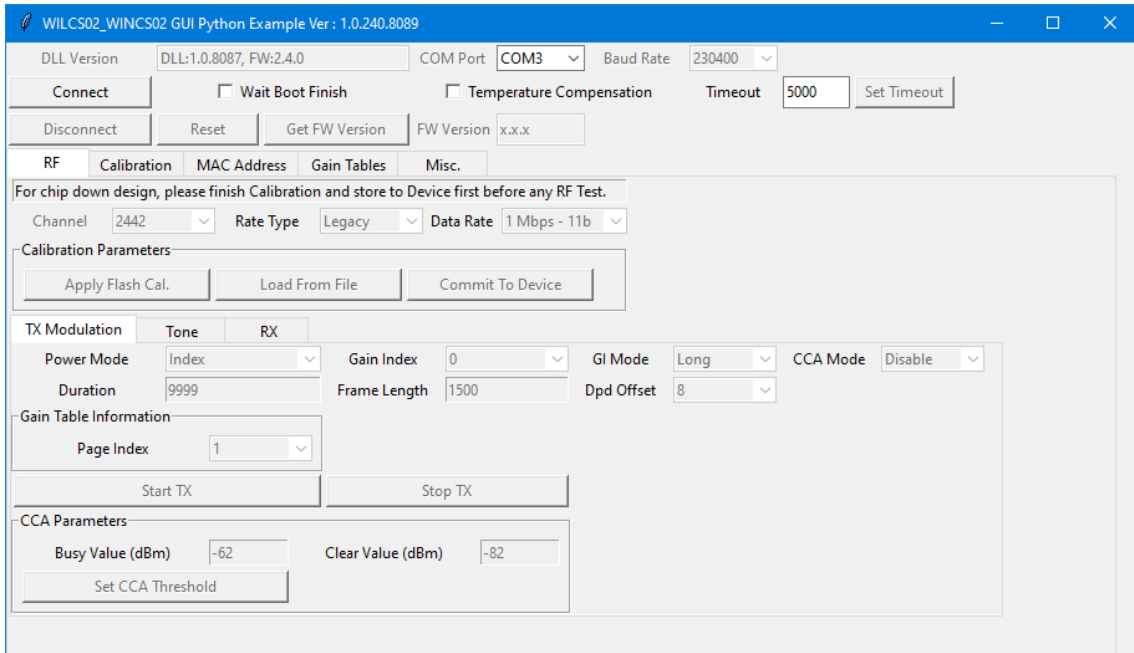 WILCS02_WINCS02 GUI Python Example Ver : 1.0.240.8089
DLL Version DLL:1.0.8087, FW:2.4.0 COM Port COM3 Baud Rate 230400
Connect Wait Boot Finish Temperature Compensation Timeout 5000 Set Timeout
Disconnect Reset Get FW Version FW Version x.x.x
RF Calibration MAC Address Gain Tables Misc.
For chip down design, please finish Calibration and store to Device first before any RF Test.
Channel 2442 Rate Type Legacy Data Rate 1 Mbps - 11b
Calibration Parameters
Apply Flash Cal. Load From File Commit To Device
TX Modulation Tone RX
Power Mode Index Gain Index 0 GI Mode Long CCA Mode Disable
Duration 9999 Frame Length 1500 Dpd Offset 8
Gain Table Information
Page Index 1
Start TX Stop TX
CCA Parameters
Busy Value (dBm) -62 Clear Value (dBm) -82
Set CCA Threshold